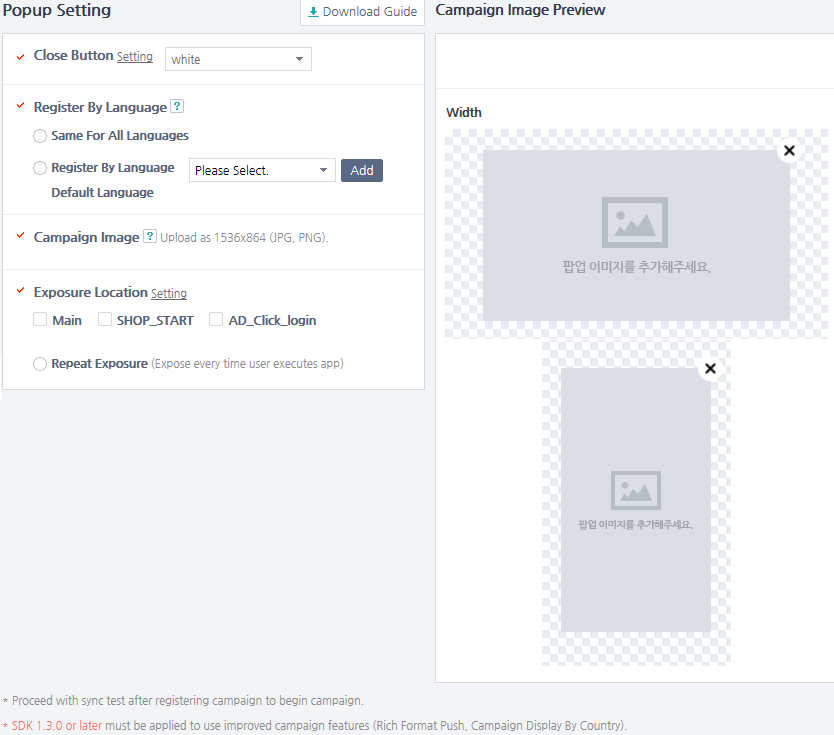 Popup Setting
Download Guide
Close Button Setting
white
Register By Language ?
Same For All Languages
Register By Language
Please Select.
Add
Default Language
Campaign Image ? Upload as 1536x864 (JPG, PNG).
Exposure Location Setting
Main SHOP_START AD_Click_login
Repeat Exposure (Expose every time user executes app)
Campaign Image Preview
Width
팝업 이미지를 추가해주세요.
팝업 이미지를 추가해주세요.
* Proceed with sync test after registering campaign to begin campaign.
* SDK 1.3.0 or later must be applied to use improved campaign features (Rich Format Push, Campaign Display By Country).